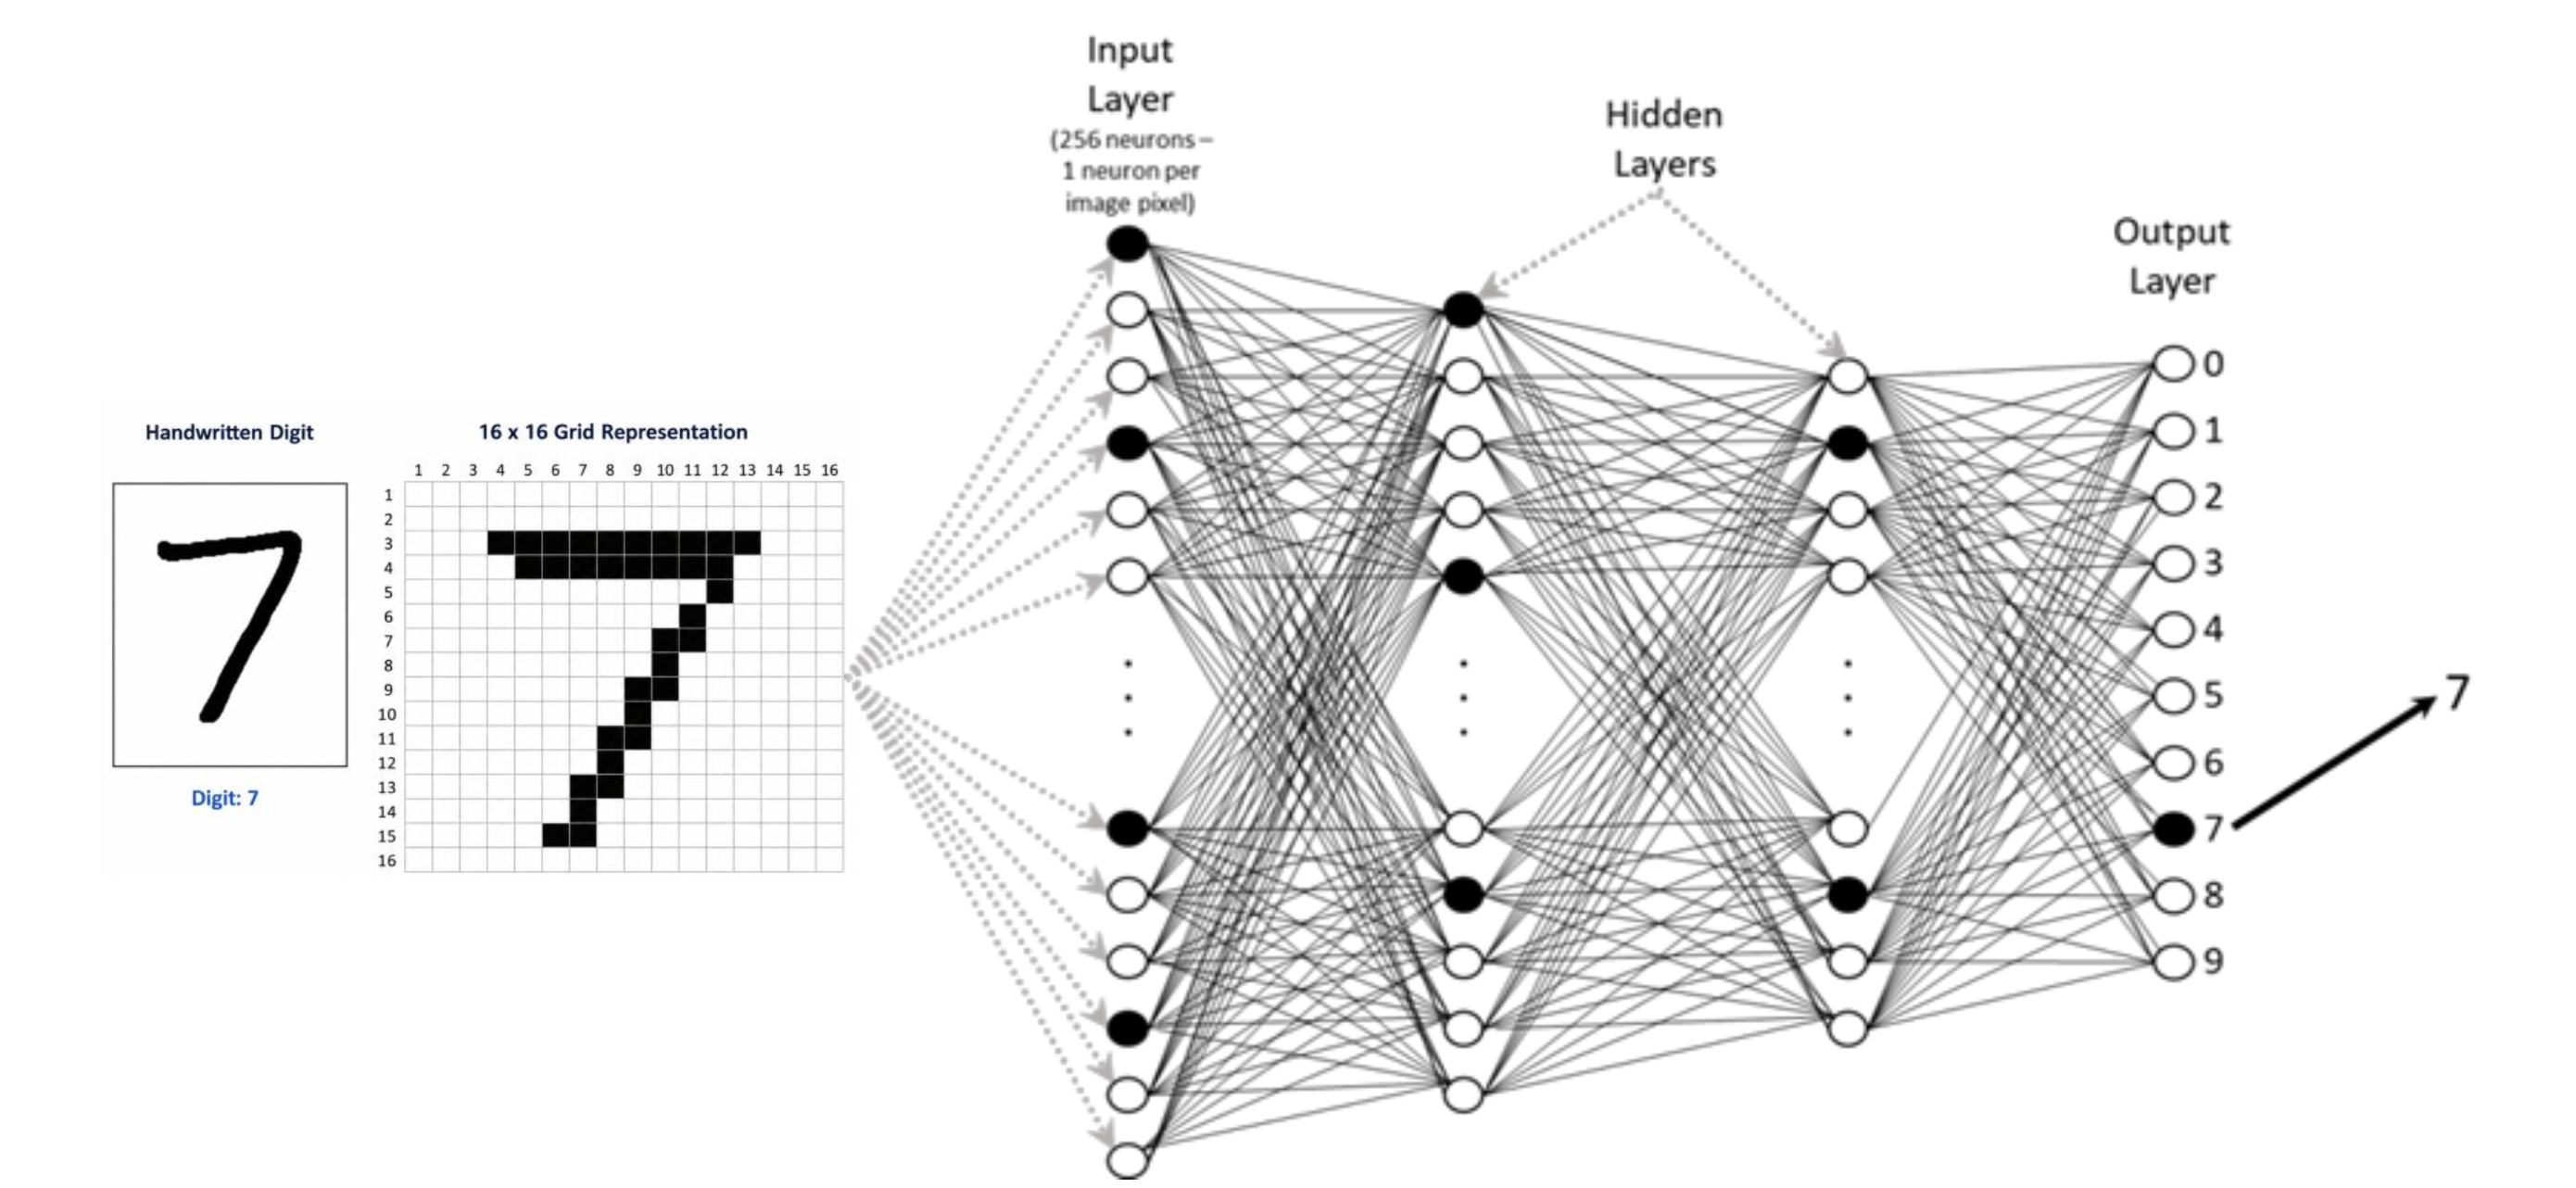 Handwritten Digit
7
Digit: 7
16 x 16 Grid Representation
1 2 3 4 5 6 7 8 9 10 11 12 13 14 15 16
1
2
3
4
5
6
7
8
9
10
11
12
13
14
15
16
Input
Layer
(256 neurons –
1 neuron per
image pixel)
Hidden
Layers
Output
Layer
0
1
2
3
4
5
6
7
8
9
7